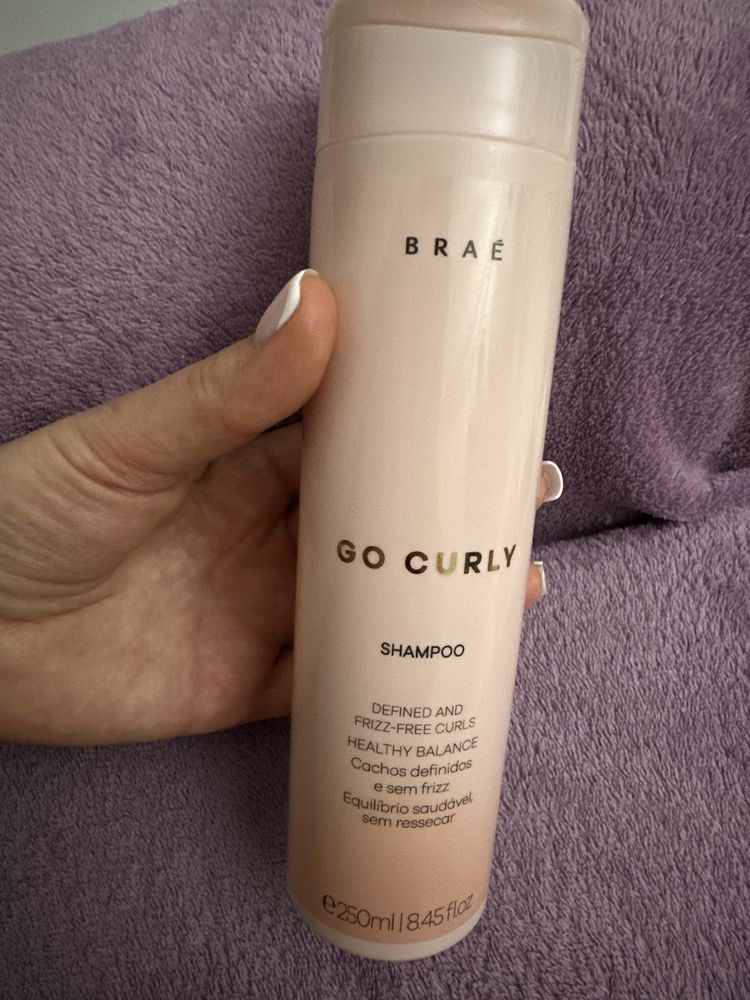 BRAÉ
GO CURLY
SHAMPOO
DEFINED AND
FRIZZ-FREE CURLS
HEALTHY BALANCE
Cachos definidos
e sem frizz
Equilíbrio saudável,
sem ressecar
℮250ml | 8.45 fl.oz